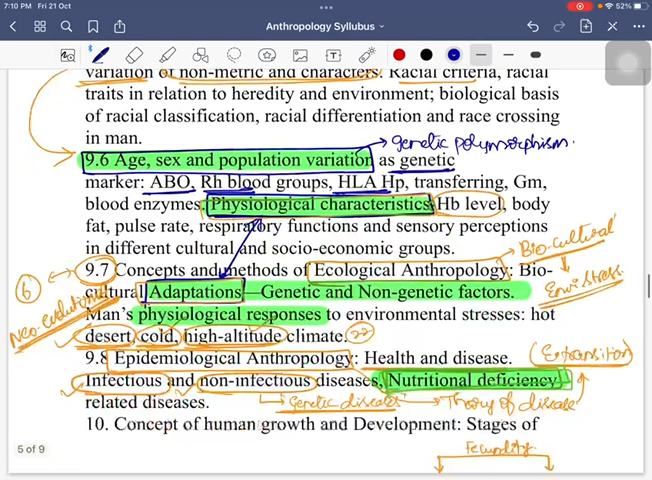 7:10 PM Fri 21 Oct
52%
Anthropology Syllabus
variation of non-metric and characters. Racial criteria, racial
traits in relation to heredity and environment; biological basis
of racial classification, racial differentiation and race crossing
in man.
9.6 Age, sex and population variation as genetic
genetic polymorphism.
marker: ABO, Rh blood groups, HLA Hp, transferring, Gm,
blood enzymes. Physiological characteristics Hb level, body
fat, pulse rate, respiratory functions and sensory perceptions
in different cultural and socio-economic groups.
Bio-cultural
9.7 Concepts and methods of Ecological Anthropology: Bio-
cultural Adaptations—Genetic and Non-genetic factors.
6
Envi stress.
Man's physiological responses to environmental stresses: hot
desert, cold, high-altitude climate.
9.8 Epidemiological Anthropology: Health and disease.
Infectious and non-infectious diseases, Nutritional deficiency
related diseases.
Genetic diseases
Theory of disease
10. Concept of human growth and Development: Stages of
Fecundity.
5 of 9